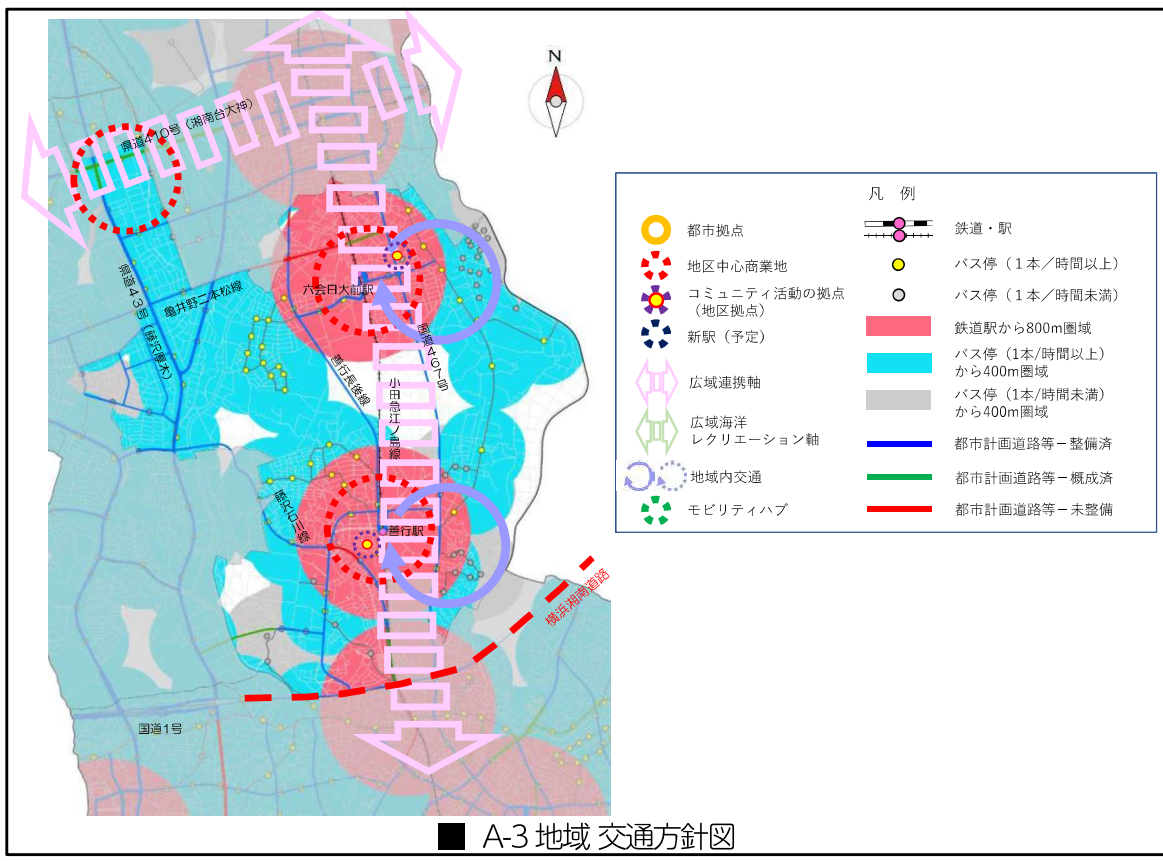 N
県道410号（湘南台大神）
県道43号（藤沢厚木）
亀井野二本松線
六会日大前駅
国道467号
善行長後線
小田急江ノ島線
藤沢石川線
善行駅
横浜湘南道路
国道1号
凡 例
都市拠点
地区中心商業地
コミュニティ活動の拠点
（地区拠点）
新駅（予定）
広域連携軸
広域海洋
レクリエーション軸
地域内交通
モビリティハブ
鉄道・駅
バス停（１本／時間以上）
バス停（１本／時間未満）
鉄道駅から800m圏域
バス停（1本/時間以上）
から400m圏域
バス停（1本/時間未満）
から400m圏域
都市計画道路等－整備済
都市計画道路等－概成済
都市計画道路等－未整備
■ A-3 地域 交通方針図